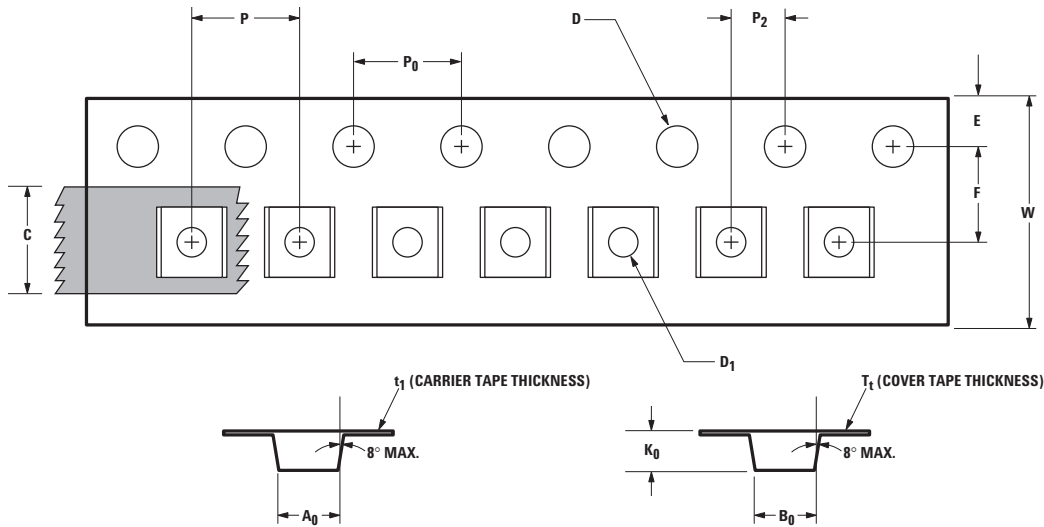 P
D
P2
P0
E
F
W
C
D1
t1 (CARRIER TAPE THICKNESS)
Tt (COVER TAPE THICKNESS)
8° MAX.
K0
8° MAX.
A0
B0